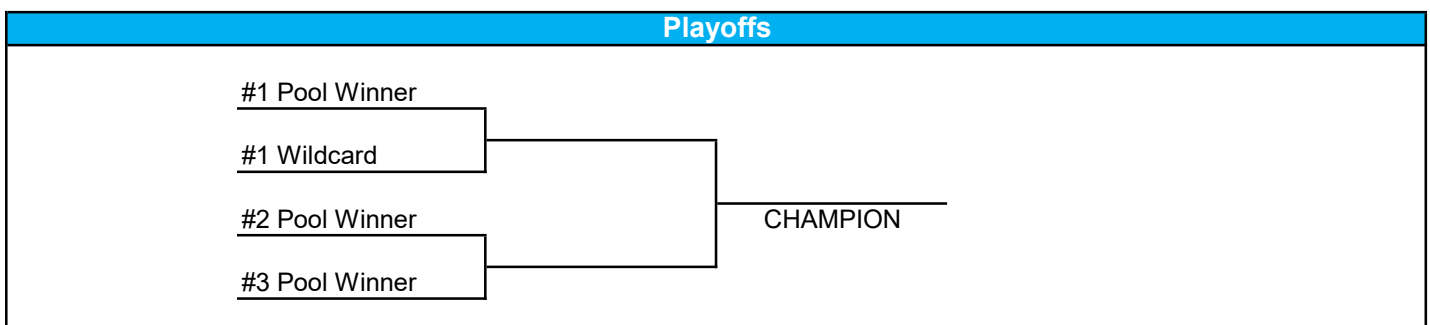 Playoffs
#1 Pool Winner
#1 Wildcard
#2 Pool Winner
CHAMPION
#3 Pool Winner